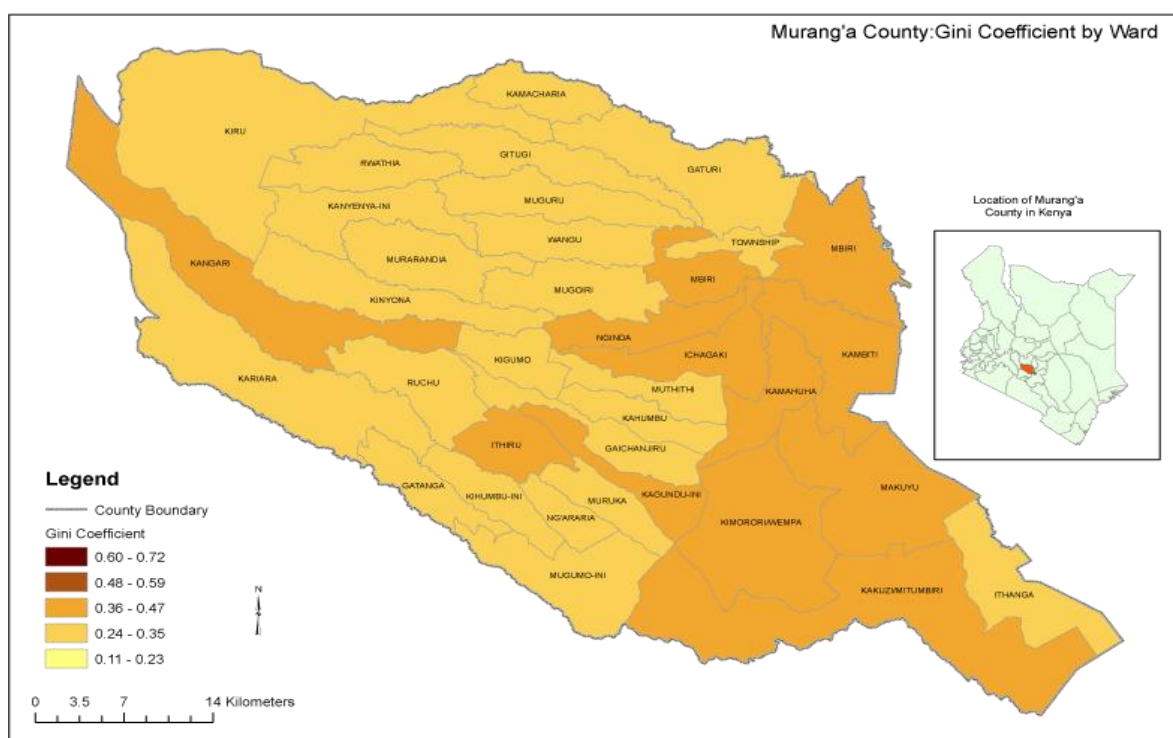 Murang'a County:Gini Coefficient by Ward
KAMACHARIA
KIRU
GITUGI
RWATHIA
GATURI
KANYENYA-INI
MUGURU
WANGU
TOWNSHIP
MBIRI
MURARANDIA
KANGARI
MBIRI
MUGOIRI
KINYONA
NGINDA
ICHAGAKI
KAMBITI
KIGUMO
KARIARA
RUCHU
MUTHITHI
KAMAHUHA
KAHUMBU
ITHIRU
GAICHANJIRU
GATANGA
KIHUMBU-INI
MURUKA
KAGUNDU-INI
MAKUYU
NG'ARARIA
KIMORORI/WEMPA
MUGUMO-INI
KAKUZI/MITUMBIRI
ITHANGA
Location of Murang'a
County in Kenya
Legend
County Boundary
Gini Coefficient
0.60 - 0.72
0.48 - 0.59
0.36 - 0.47
0.24 - 0.35
0.11 - 0.23
N
0 3.5 7 14 Kilometers